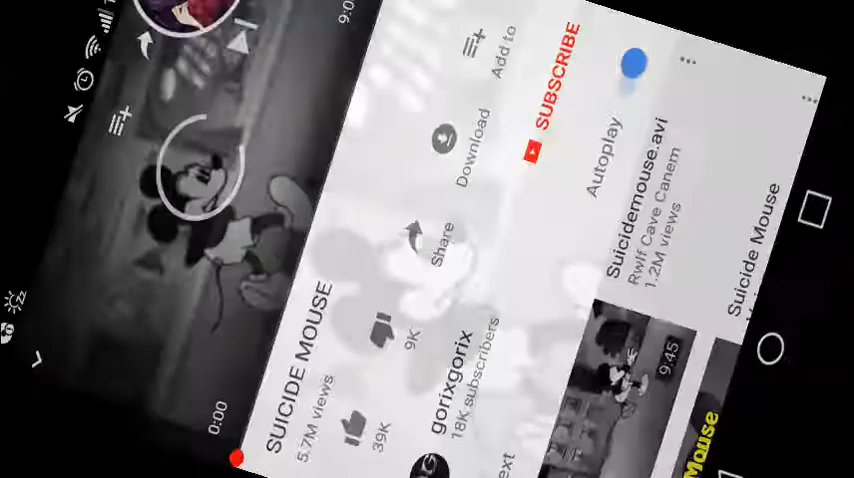 9:0
0:00
SUICIDE MOUSE
5.7M views
39K
9K
Share
Download
Add to
gorixgorix
18K subscribers
SUBSCRIBE
ext
Autoplay
Suicidemouse.avi
Rwlf Cave Canem
1.2M views
9:45
Suicide Mouse
Mouse